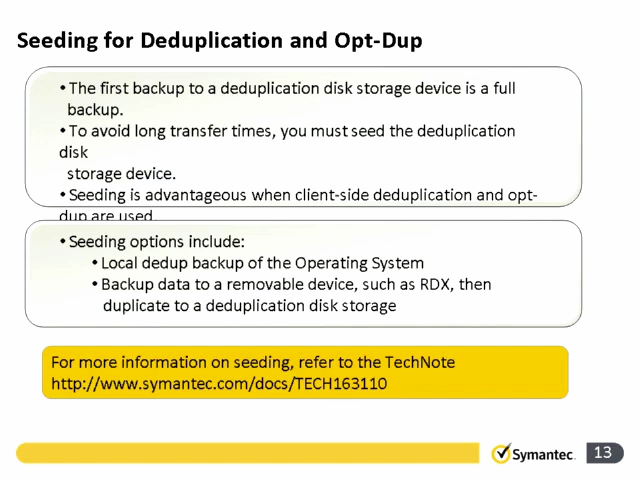 Seeding for Deduplication and Opt-Dup
• The first backup to a deduplication disk storage device is a full
backup.
• To avoid long transfer times, you must seed the deduplication
disk
storage device.
• Seeding is advantageous when client-side deduplication and opt-
dup are used.
• Seeding options include:
• Local dedup backup of the Operating System
• Backup data to a removable device, such as RDX, then
duplicate to a deduplication disk storage
For more information on seeding, refer to the TechNote
http://www.symantec.com/docs/TECH163110
Symantec.
13